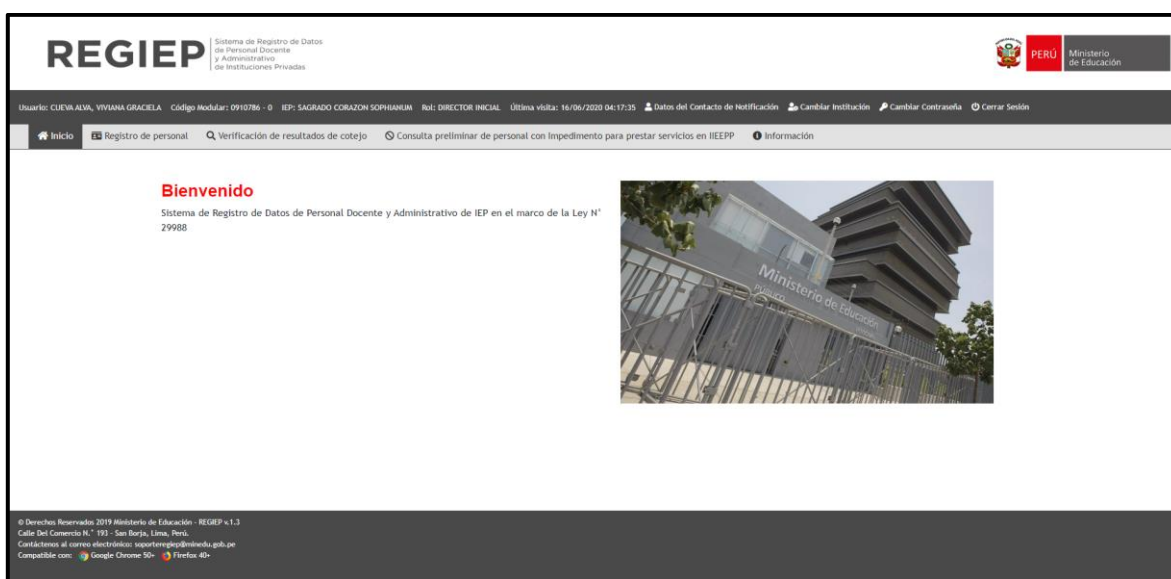 REGIEP
Sistema de Registro de Datos
de Personal Docente
y Administrativo
de Instituciones Privadas
PERÚ
Ministerio
de Educación
Usuario: CUEVA ALVA, VIVIANA GRACIELA Código Modular: 0910786 - 0 IEP: SAGRADO CORAZON SOPHIANUM Rol: DIRECTOR INICIAL Última visita: 16/06/2020 04:17:35 Datos del Contacto de Notificación Cambiar Institución Cambiar Contraseña Cerrar Sesión
Inicio Registro de personal Verificación de resultados de cotejo Consulta preliminar de personal con impedimento para prestar servicios en IIEEPP Información
Bienvenido
Sistema de Registro de Datos de Personal Docente y Administrativo de IEP en el marco de la Ley N°
29988
Ministerio de Educación
PÚBLICO
© Derechos Reservados 2019 Ministerio de Educación - REGIEP v.1.3
Calle Del Comercio N.° 193 - San Borja, Lima, Perú.
Contáctenos al correo electrónico: soporteregiep@minedu.gob.pe
Compatible con: Google Chrome 50+ Firefox 40+